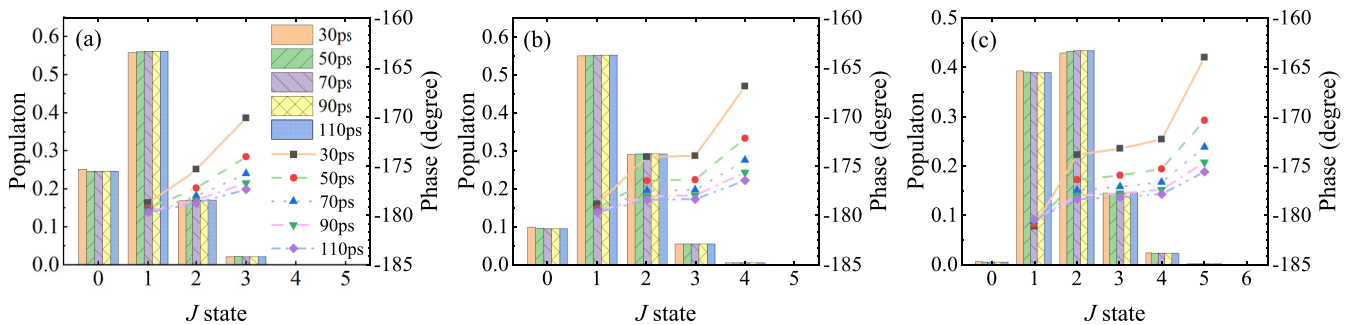 (a)
0.6
0.5
0.4
0.3
0.2
0.1
0.0
Populaton
0 1 2 3 4 5
J state
-160
-165
-170
-175
-180
-185
Phase (degree)
30ps
50ps
70ps
90ps
110ps
30ps
50ps
70ps
90ps
110ps
(b)
0.6
0.5
0.4
0.3
0.2
0.1
0.0
Populaton
0 1 2 3 4 5
J state
-160
-165
-170
-175
-180
-185
Phase (degree)
(c)
0.5
0.4
0.3
0.2
0.1
0.0
Populaton
0 1 2 3 4 5 6
J state
-160
-165
-170
-175
-180
-185
Phase (degree)